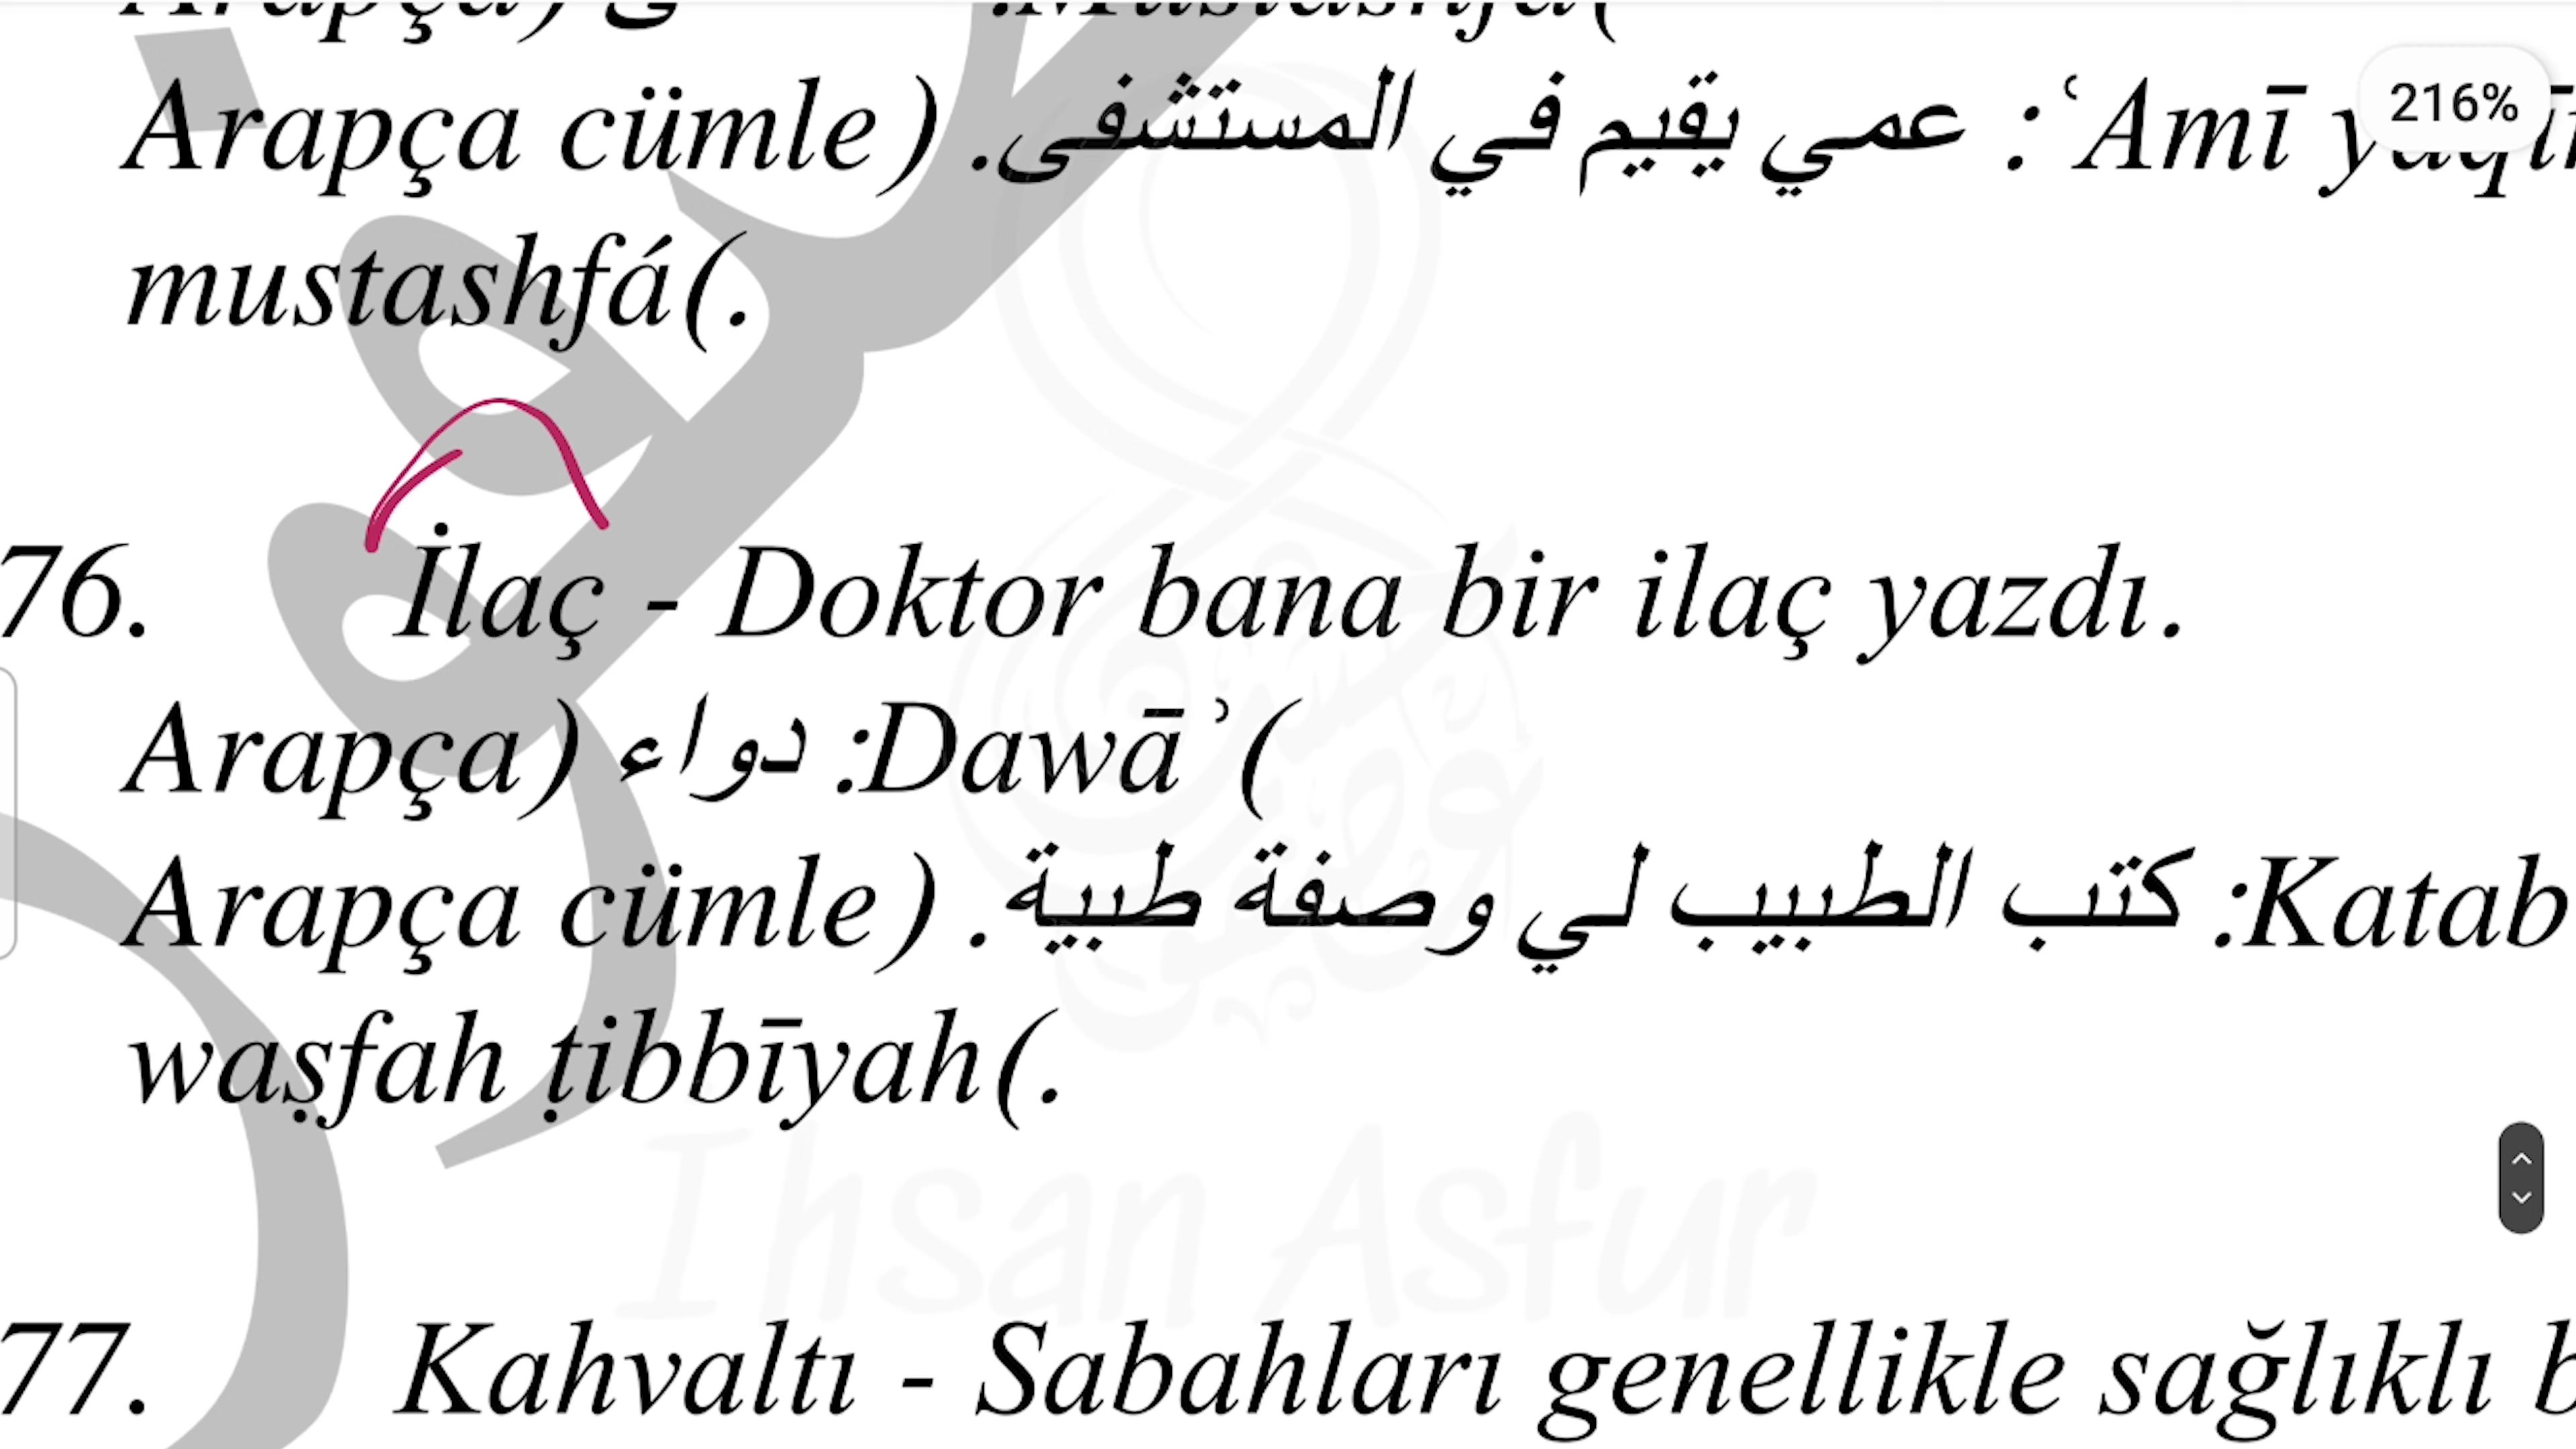 Arapça cümle) .عمي يقيم في المستشفى : ʿAmī
mustashfá(.
216%
76. İlaç - Doktor bana bir ilaç yazdı.
Arapça) دواء :Dawāʾ(
Arapça cümle) . كتب الطبيب لي وصفة طبية :Katab
waṣfah ṭibbīyah(.
Ihsan Asfur
77. Kahvaltı - Sabahları genellikle sağlıklı b